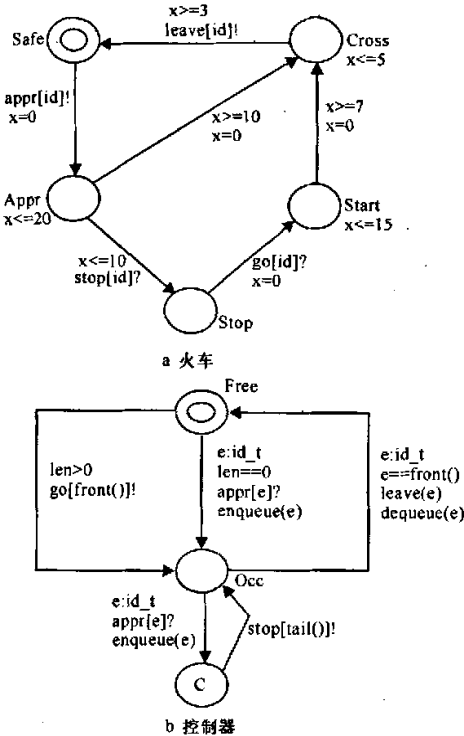 x>=3
leave[id]!
Safe
Cross
x<=5
appr[id]!
x=0
x>=10
x=0
x>=7
x=0
Appr
x<=20
Start
x<=15
x<=10
stop[id]?
go[id]?
x=0
Stop
a 火车
Free
len>0
go[front()]!
e:id_t
len==0
appr[e]?
enqueue(e)
e:id_t
e==front()
leave(e)
dequeue(e)
Occ
e:id_t
appr[e]?
enqueue(e)
stop[tail()]!
C
b 控制器